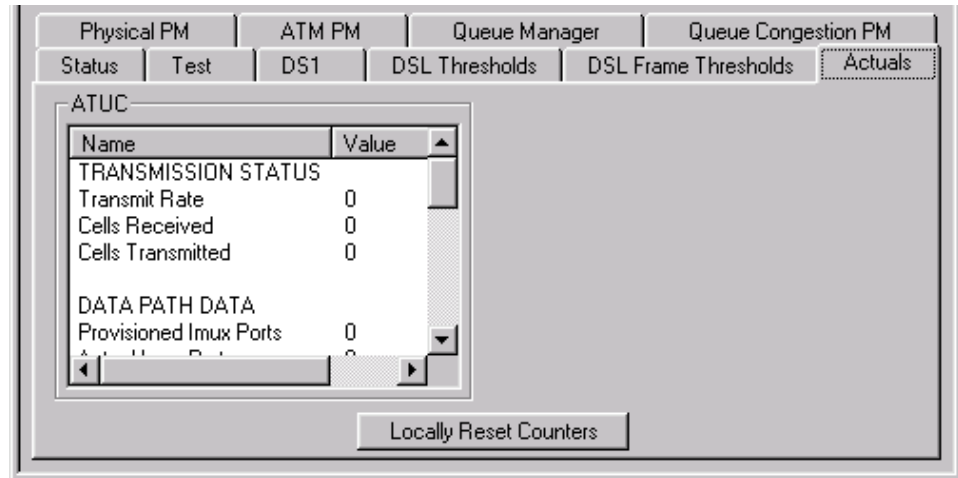 Physical PM ATM PM Queue Manager Queue Congestion PM
Status Test DS1 DSL Thresholds DSL Frame Thresholds Actuals
ATUC
Name Value
TRANSMISSION STATUS
Transmit Rate 0
Cells Received 0
Cells Transmitted 0
DATA PATH DATA
Provisioned Imux Ports 0
Locally Reset Counters